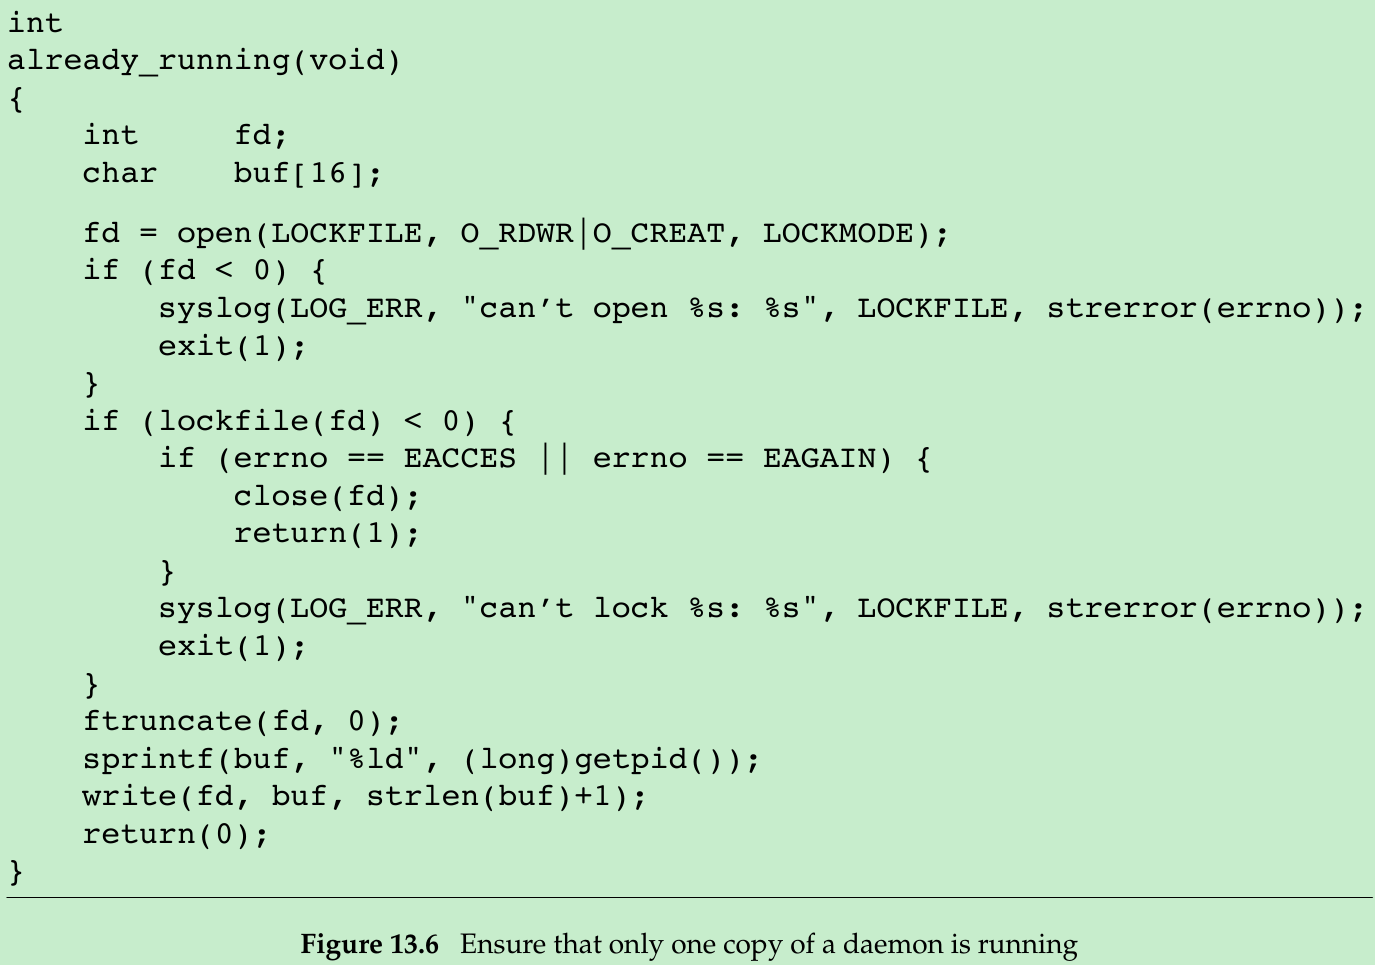 int
already_running(void)
{
    int     fd;
    char    buf[16];

    fd = open(LOCKFILE, O_RDWR|O_CREAT, LOCKMODE);
    if (fd < 0) {
        syslog(LOG_ERR, "can’t open %s: %s", LOCKFILE, strerror(errno));
        exit(1);
    }
    if (lockfile(fd) < 0) {
        if (errno == EACCES || errno == EAGAIN) {
            close(fd);
            return(1);
        }
        syslog(LOG_ERR, "can’t lock %s: %s", LOCKFILE, strerror(errno));
        exit(1);
    }
    ftruncate(fd, 0);
    sprintf(buf, "%ld", (long)getpid());
    write(fd, buf, strlen(buf)+1);
    return(0);
}
Figure 13.6 Ensure that only one copy of a daemon is running